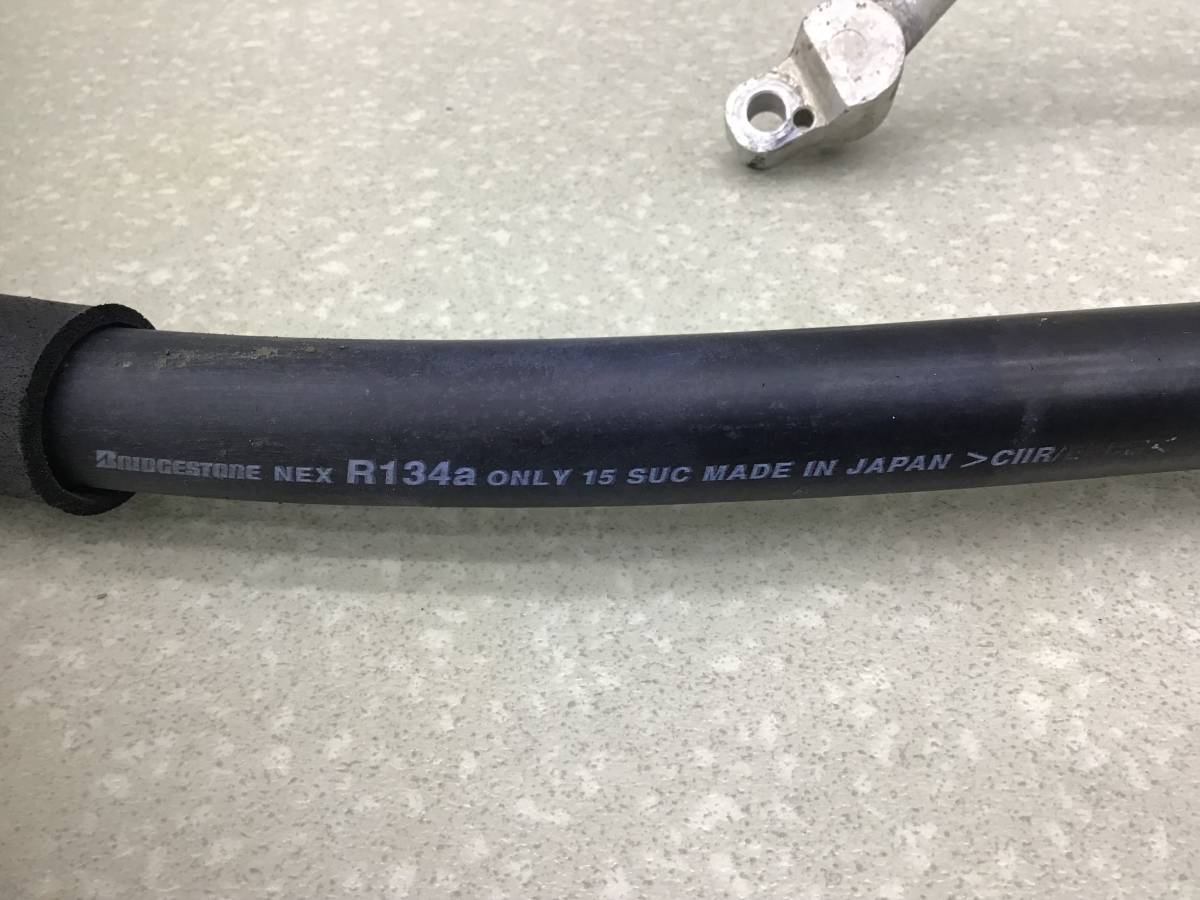 BRIDGESTONE NEX R134a ONLY 15 SUC MADE IN JAPAN >CIIR/